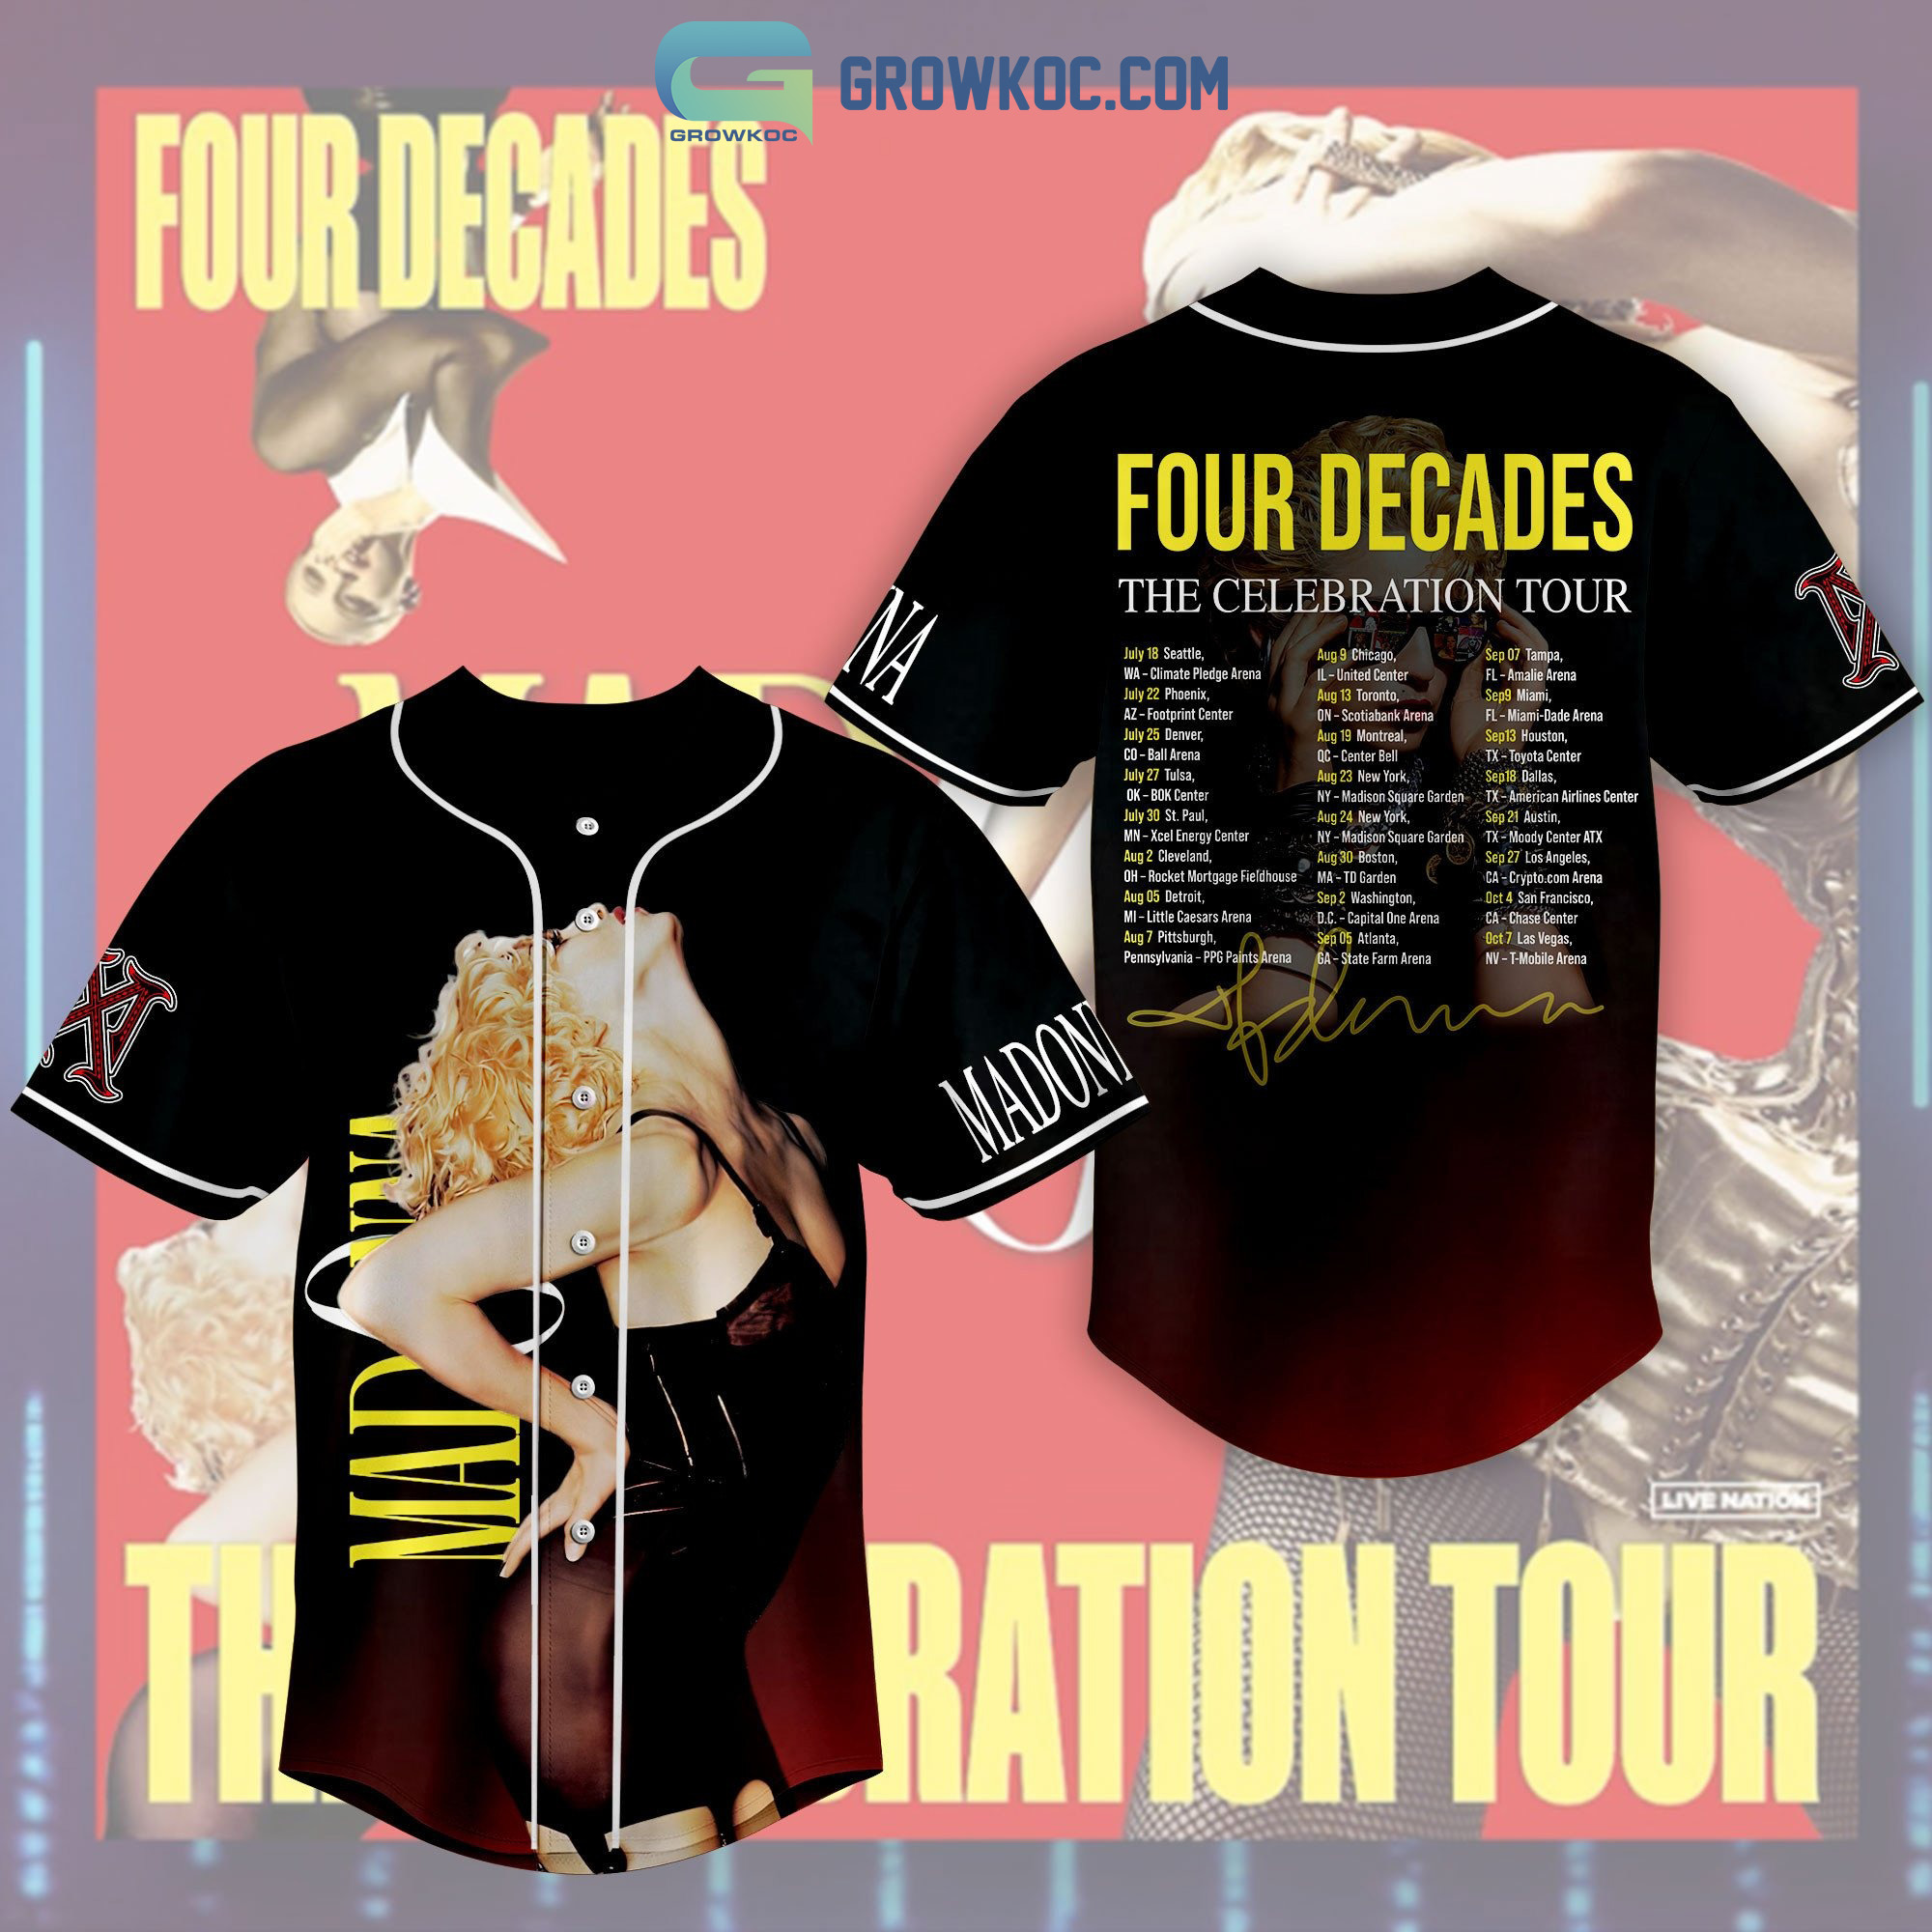 GROWKOC.COM
GROWKOC
FOUR DECADES
FOUR DECADES
THE CELEBRATION TOUR
NA
July 18 Seattle,
WA – Climate Pledge Arena
July 22 Phoenix,
AZ – Footprint Center
July 25 Denver,
CO – Ball Arena
July 27 Tulsa,
OK – BOK Center
July 30 St. Paul,
MN – Xcel Energy Center
Aug 2 Cleveland,
OH – Rocket Mortgage Fieldhouse
Aug 05 Detroit,
MI – Little Caesars Arena
Aug 7 Pittsburgh,
Pennsylvania – PPG Paints Arena
Aug 9 Chicago,
IL – United Center
Aug 13 Toronto,
ON – Scotiabank Arena
Aug 19 Montreal,
QC – Center Bell
Aug 23 New York,
NY – Madison Square Garden
Aug 24 New York,
NY – Madison Square Garden
Aug 30 Boston,
MA – TD Garden
Sep 2 Washington,
D.C. – Capital One Arena
Sep 05 Atlanta,
GA – State Farm Arena
Sep 07 Tampa,
FL – Amalie Arena
Sep9 Miami,
FL – Miami-Dade Arena
Sep13 Houston,
TX – Toyota Center
Sep18 Dallas,
TX – American Airlines Center
Sep 21 Austin,
TX – Moody Center ATX
Sep 27 Los Angeles,
CA – Crypto.com Arena
Oct 4 San Francisco,
CA – Chase Center
Oct 7 Las Vegas,
NV – T-Mobile Arena
MADON
MADONNA
LIVE NATION
TH RATION TOUR